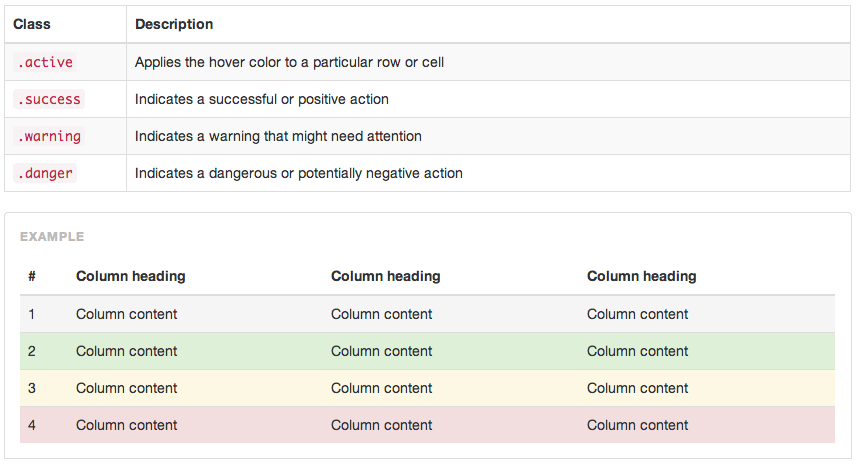 Class Description
.active Applies the hover color to a particular row or cell
.success Indicates a successful or positive action
.warning Indicates a warning that might need attention
.danger Indicates a dangerous or potentially negative action
EXAMPLE
# Column heading Column heading Column heading
1 Column content Column content Column content
2 Column content Column content Column content
3 Column content Column content Column content
4 Column content Column content Column content